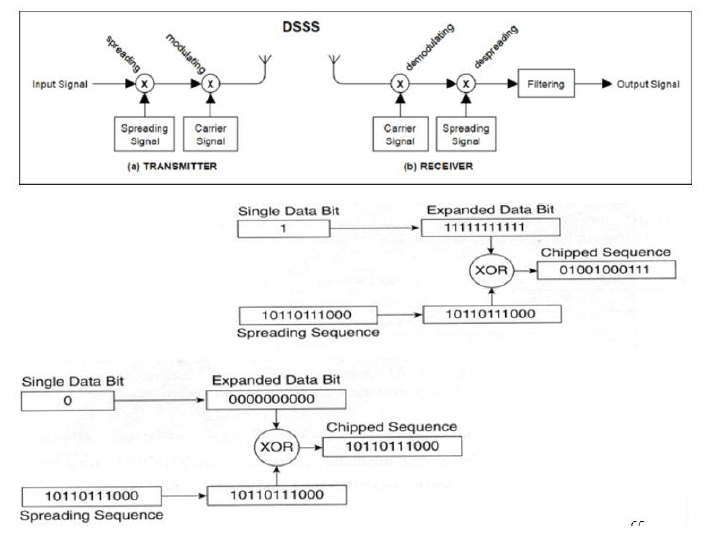 DSSS
spreading
modulating
demodulating
despreading
Input Signal
X
X
X
X
Filtering
Output Signal
Spreading Signal
Carrier Signal
Carrier Signal
Spreading Signal
(a) TRANSMITTER
(b) RECEIVER
Single Data Bit
Expanded Data Bit
1
11111111111
Chipped Sequence
XOR
01001000111
10110111000
10110111000
Spreading Sequence
Single Data Bit
Expanded Data Bit
0
0000000000
Chipped Sequence
XOR
10110111000
10110111000
10110111000
Spreading Sequence